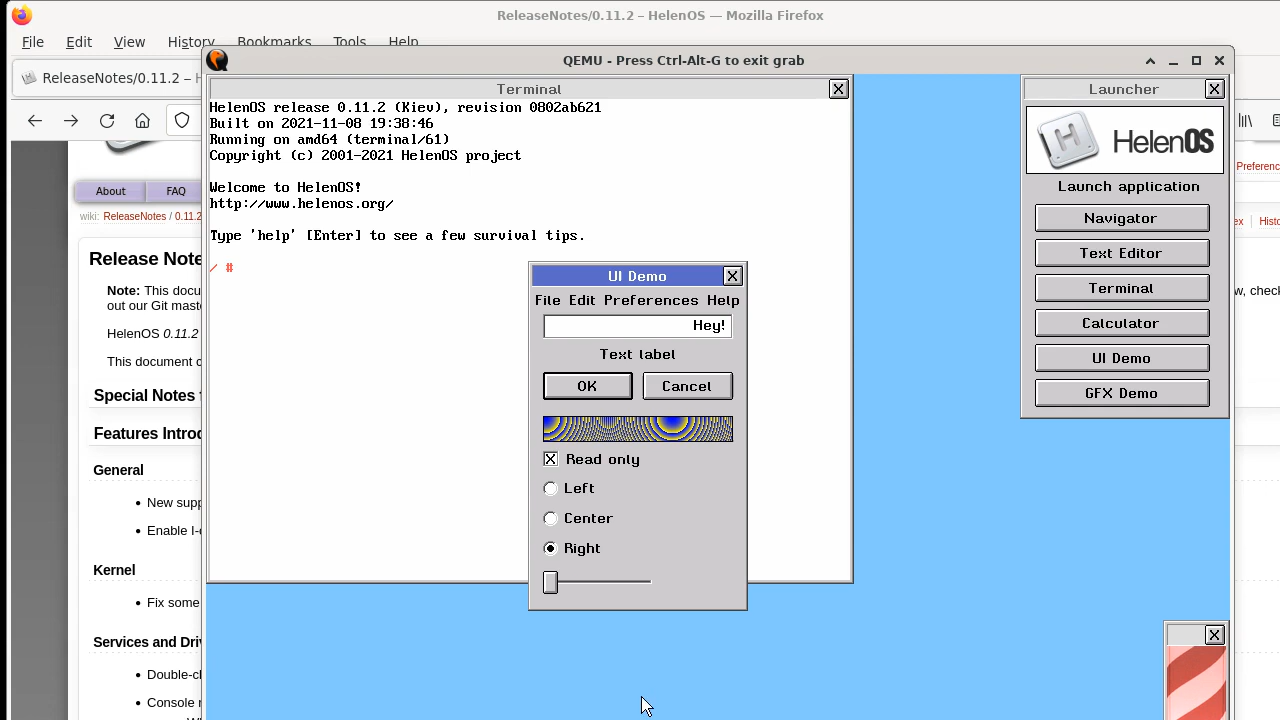 ReleaseNotes/0.11.2 – HelenOS — Mozilla Firefox
File Edit View History Bookmarks Tools Help
ReleaseNotes/0.11.2 –
About FAQ
wiki: ReleaseNotes / 0.11.2
Release Note
Note: This docu
out our Git mast
HelenOS 0.11.2
This document
Special Notes
Features Introd
General
New supp
Enable I-
Kernel
Fix some
Services and Dri
Double-cl
Console
Preferenc
ex Histo
w, check
QEMU - Press Ctrl-Alt-G to exit grab
Terminal
HelenOS release 0.11.2 (Kiev), revision 0802ab621
Built on 2021-11-08 19:38:46
Running on amd64 (terminal/61)
Copyright (c) 2001-2021 HelenOS project
Welcome to HelenOS!
http://www.helenos.org/
Type 'help' [Enter] to see a few survival tips.
/ #
UI Demo
File Edit Preferences Help
Hey!
Text label
OK Cancel
Read only
Left
Center
Right
Launcher
H HelenOS
Launch application
Navigator
Text Editor
Terminal
Calculator
UI Demo
GFX Demo